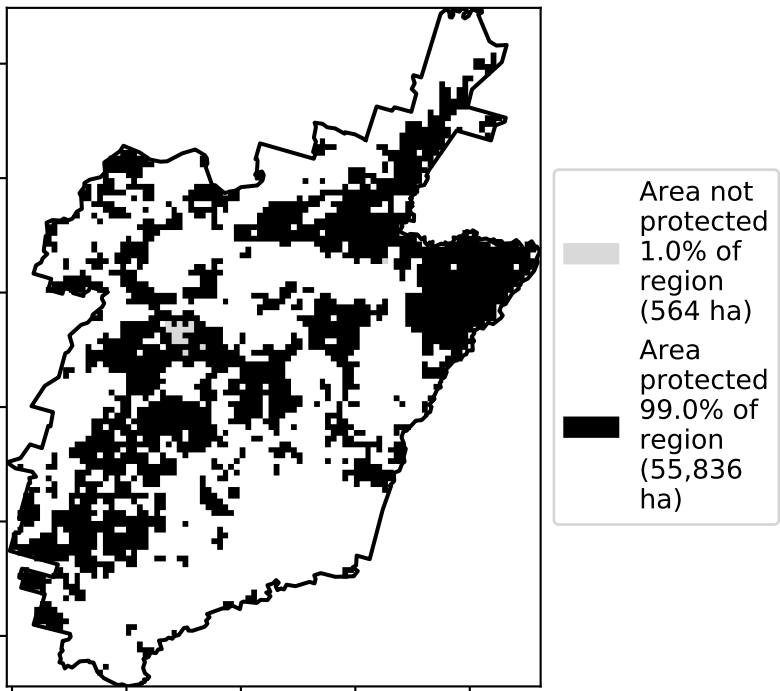 Area not
protected
1.0% of
region
(564 ha)
Area
protected
99.0% of
region
(55,836
ha)